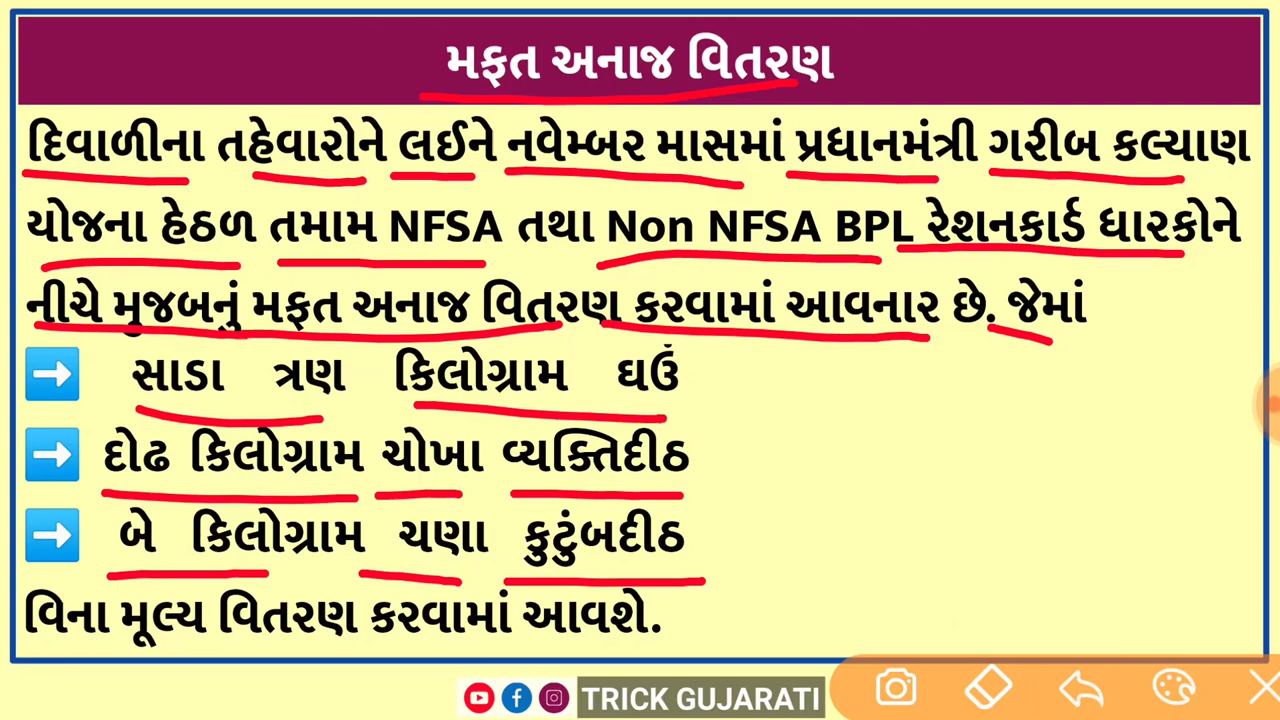 મફત અનાજ વિતરણ
દિવાળીના તહેવારોને લઈને નવેમ્બર માસમાં પ્રધાનમંત્રી ગરીબ કલ્યાણ
યોજના હેઠળ તમામ NFSA તથા Non NFSA BPL રેશનકાર્ડ ધારકોને
નીચે મુજબનું મફત અનાજ વિતરણ કરવામાં આવનાર છે. જેમાં
➡ સાડા ત્રણ કિલોગ્રામ ઘઉં
➡ દોઢ કિલોગ્રામ ચોખા વ્યક્તિદીઠ
➡ બે કિલોગ્રામ ચણા કુટુંબદીઠ
વિના મૂલ્ય વિતરણ કરવામાં આવશે.
TRICK GUJARATI